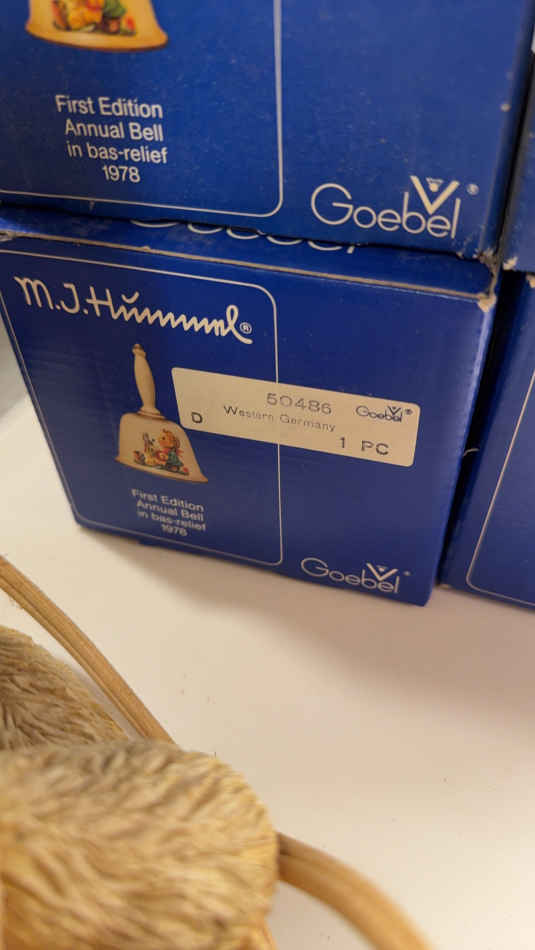 First Edition
Annual Bell
in bas-relief
1978
Goebel®
Goebel
M.J.Hummel®
50486 Goebel®
D Western Germany
1 PC
First Edition
Annual Bell
in bas-relief
1978
Goebel®